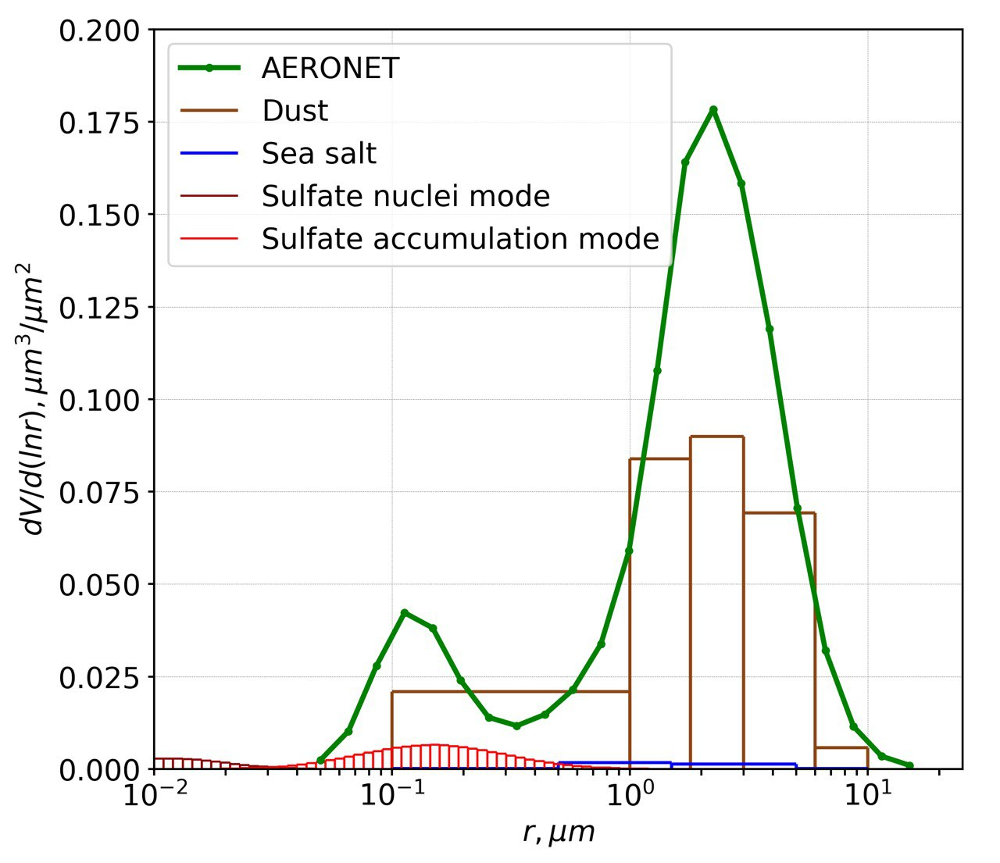 0.200
0.175
0.150
0.125
0.100
0.075
0.050
0.025
0.000
dV/d(lnr), μm³/μm²
AERONET
Dust
Sea salt
Sulfate nuclei mode
Sulfate accumulation mode
10⁻² 10⁻¹ 10⁰ 10¹
r, μm